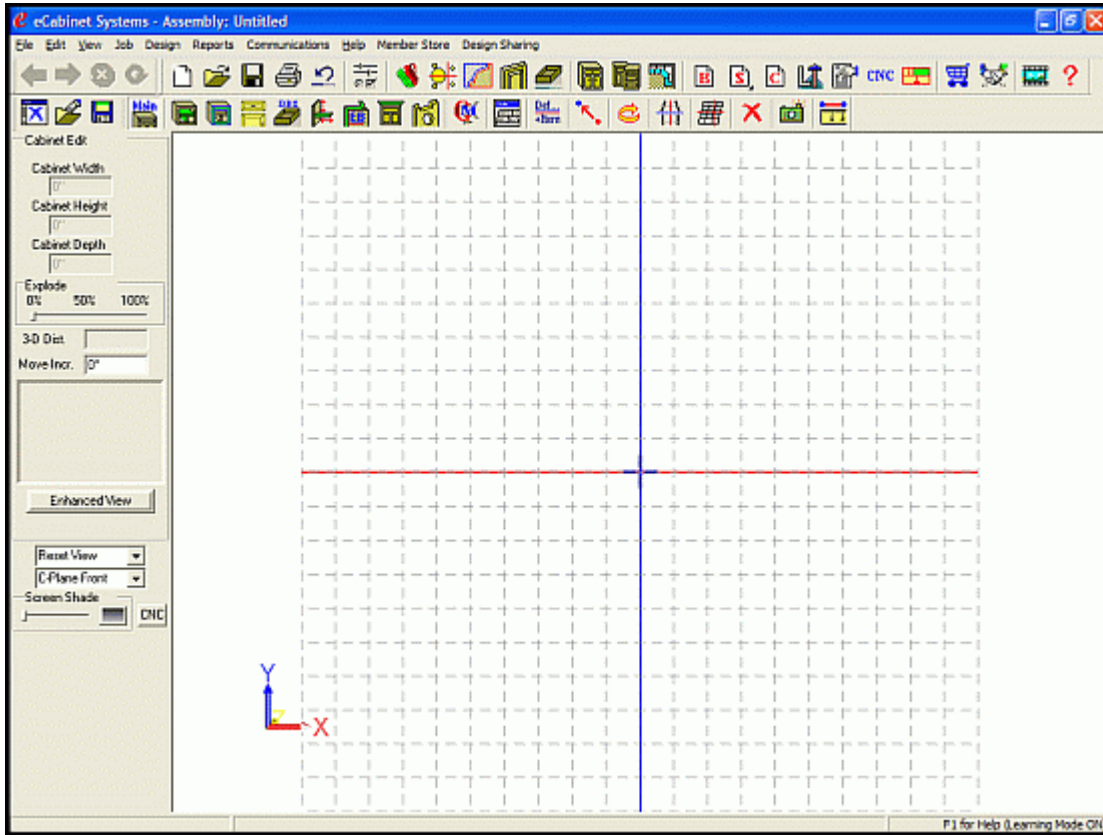 e eCabinet Systems - Assembly: Untitled
File Edit View Job Design Reports Communications Help Member Store Design Sharing
B S C CNC ?
Main
Cabinet Edit
Cabinet Width
0"
Cabinet Height
0"
Cabinet Depth
0"
Explode
0% 50% 100%
3-D Dist.
Move Incr. 0"
Enhanced View
Reset View
C-Plane Front
Screen Shade
CNC
Y
Z
X
F1 for Help (Learning Mode ON